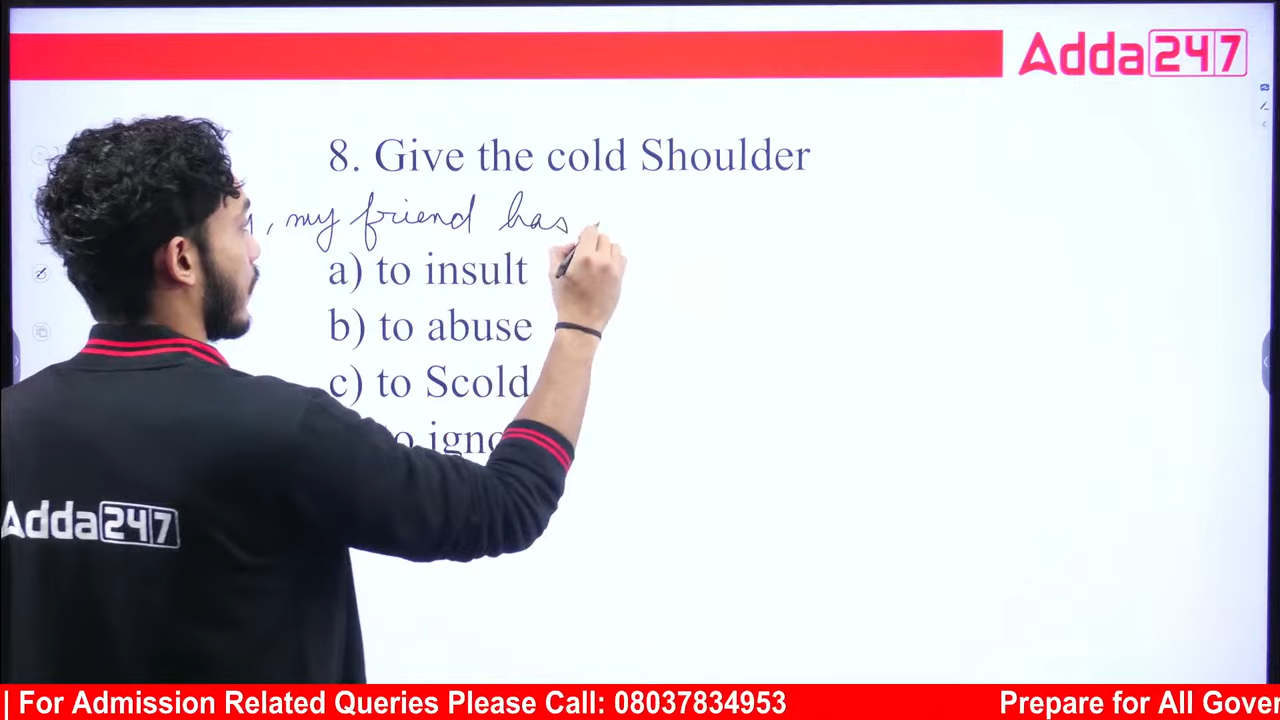 Adda247
8. Give the cold Shoulder
, my friend has
a) to insult
b) to abuse
c) to Scold
Adda247
| For Admission Related Queries Please Call: 08037834953
Prepare for All